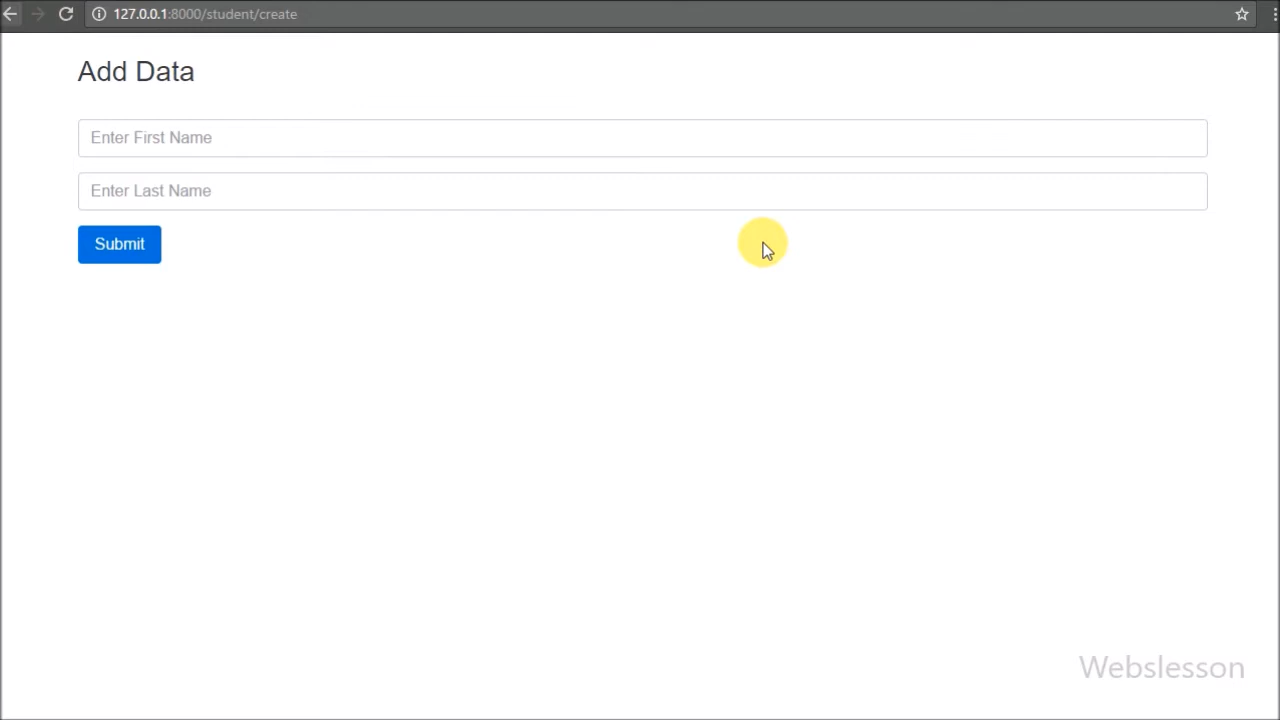 127.0.0.1:8000/student/create
Add Data
Enter First Name
Enter Last Name
Submit
Webslesson